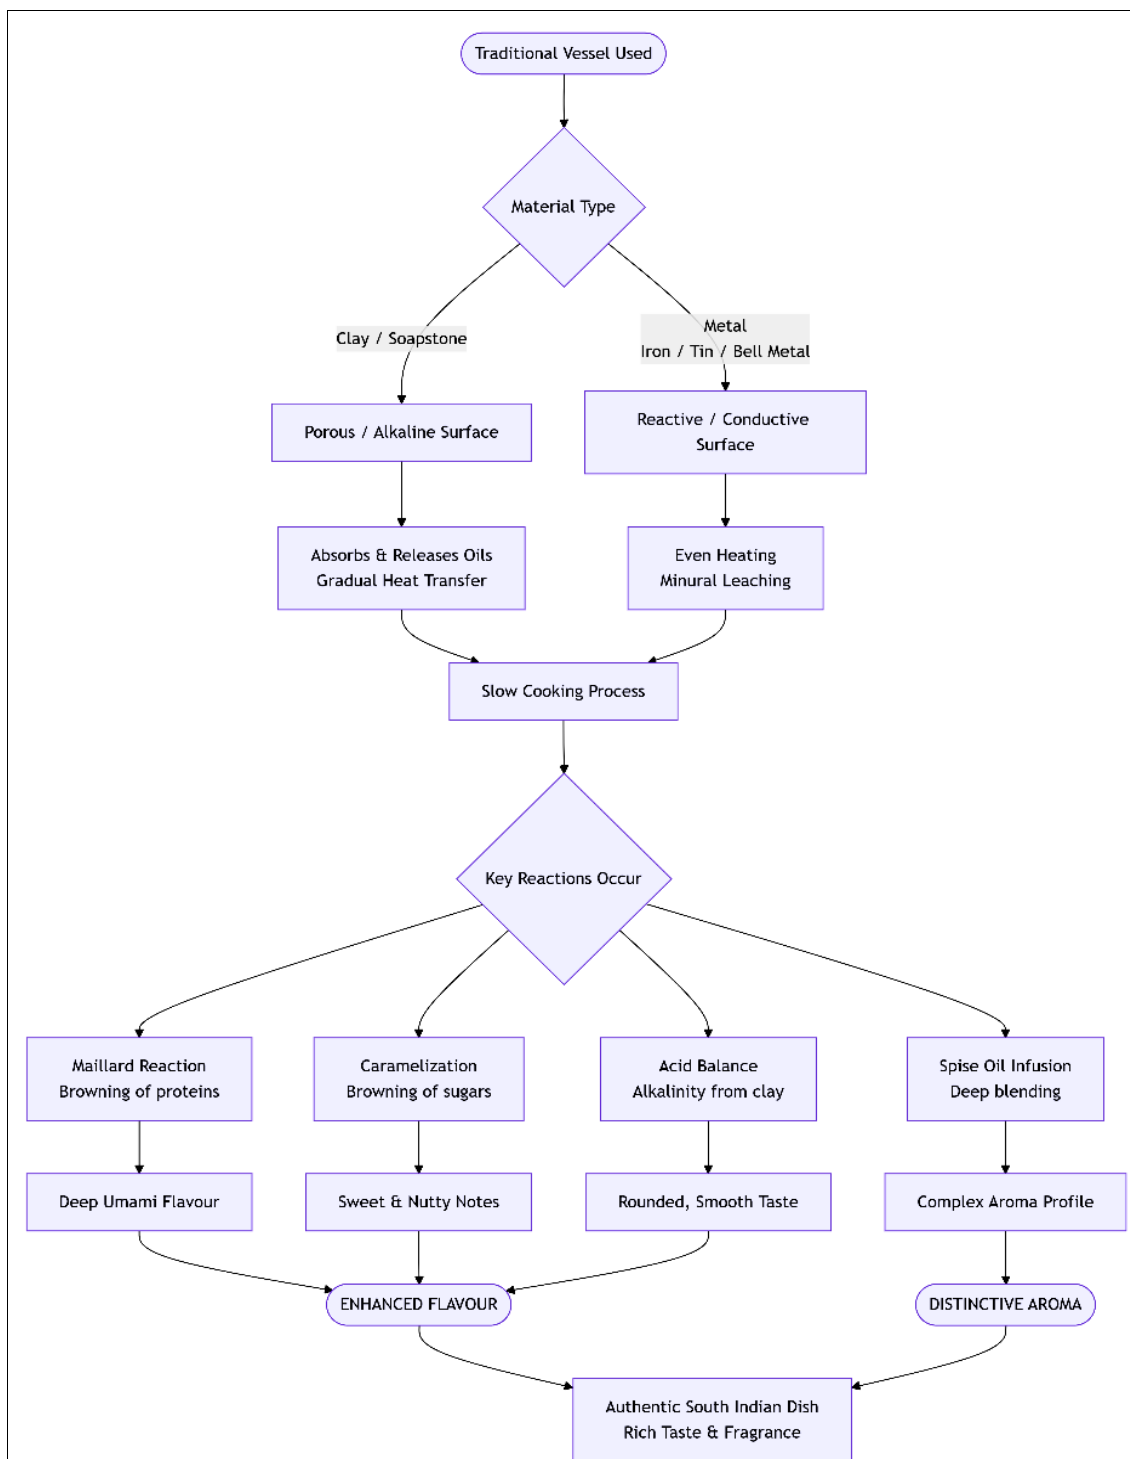 Traditional Vessel Used
Material Type
Clay / Soapstone
Metal
Iron / Tin / Bell Metal
Porous / Alkaline Surface
Reactive / Conductive
Surface
Absorbs & Releases Oils
Gradual Heat Transfer
Even Heating
Minural Leaching
Slow Cooking Process
Key Reactions Occur
Maillard Reaction
Browning of proteins
Caramelization
Browning of sugars
Acid Balance
Alkalinity from clay
Spise Oil Infusion
Deep blending
Deep Umami Flavour
Sweet & Nutty Notes
Rounded, Smooth Taste
Complex Aroma Profile
ENHANCED FLAVOUR
DISTINCTIVE AROMA
Authentic South Indian Dish
Rich Taste & Fragrance